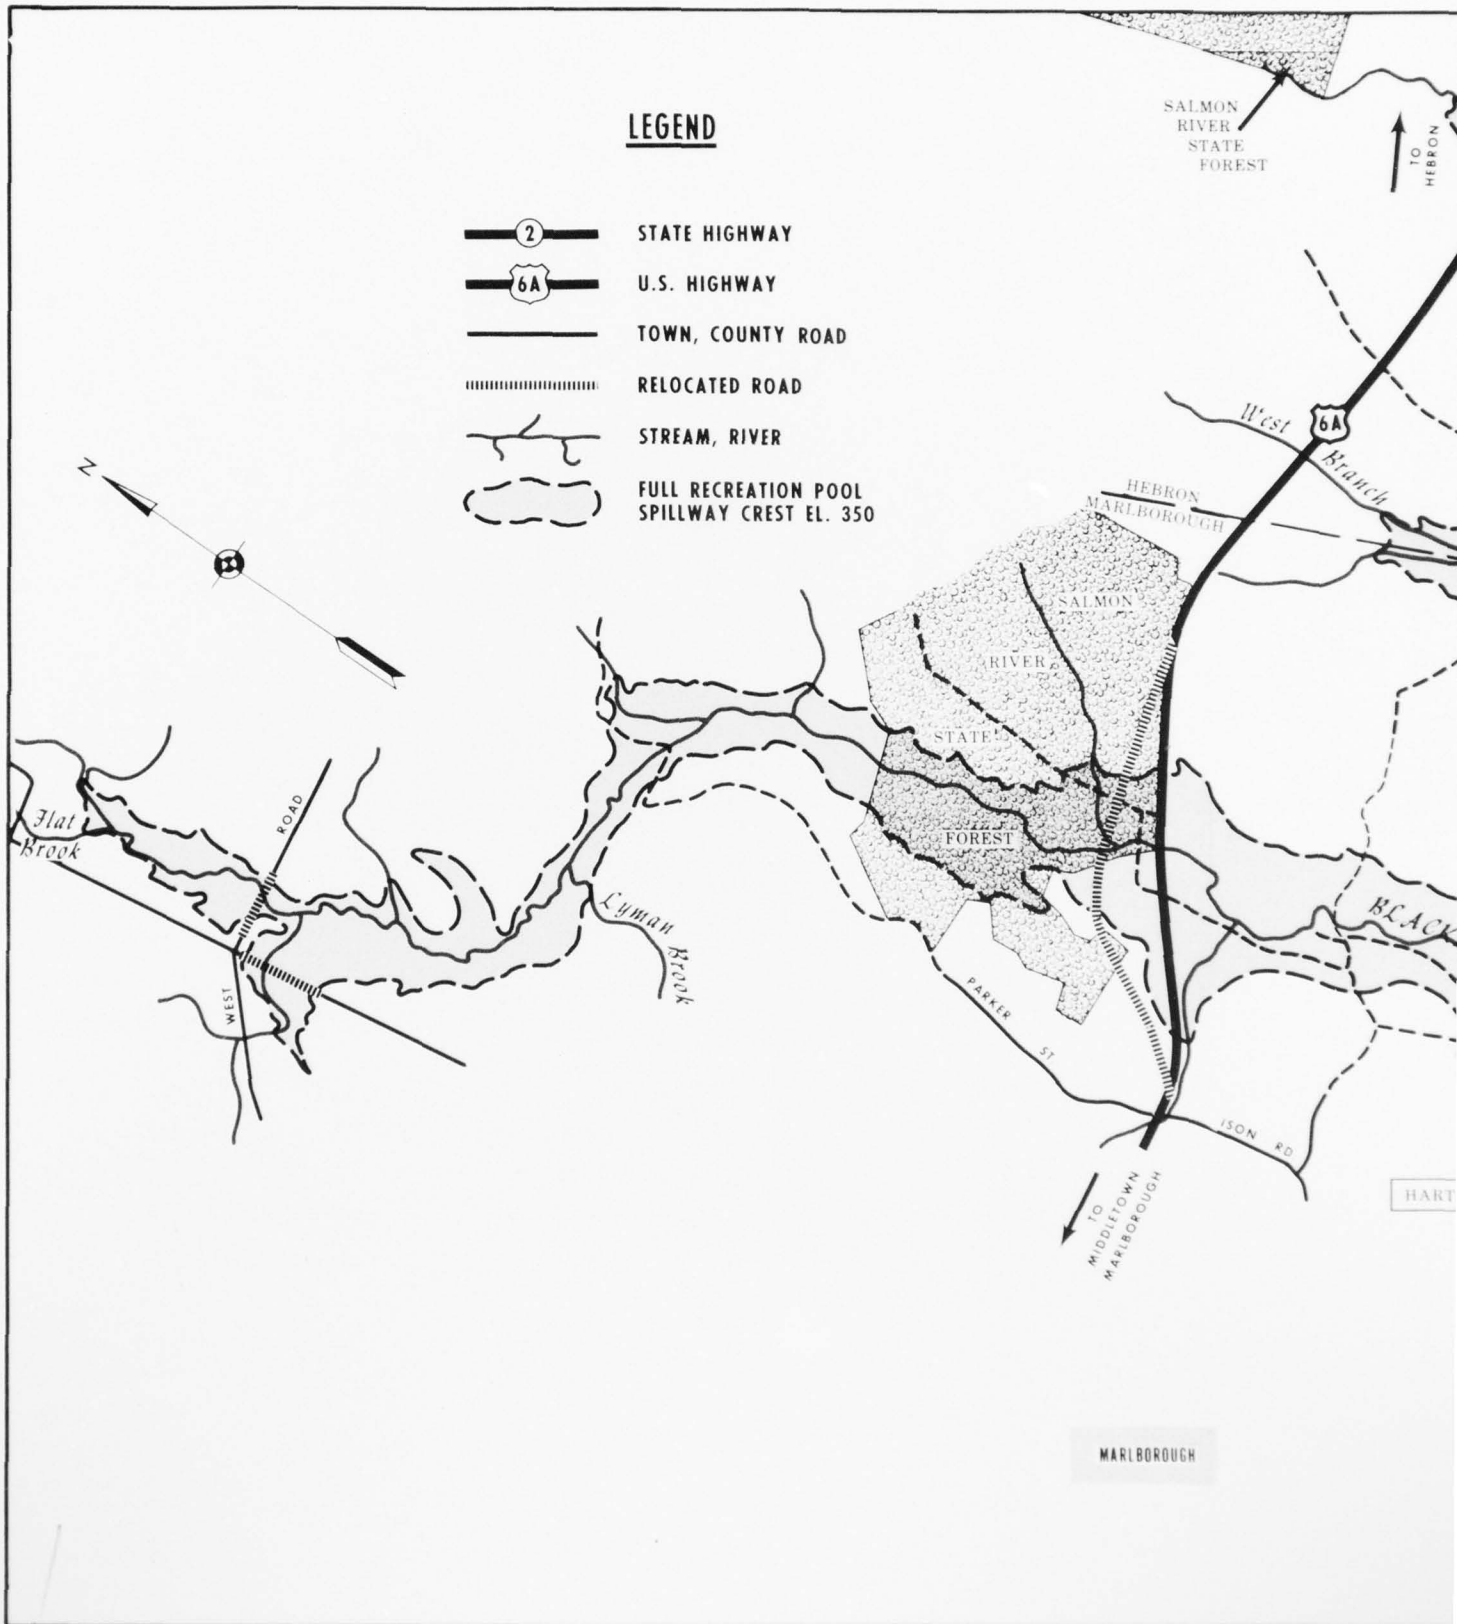 LEGEND
2 STATE HIGHWAY
6A U.S. HIGHWAY
TOWN, COUNTY ROAD
RELOCATED ROAD
STREAM, RIVER
FULL RECREATION POOL
SPILLWAY CREST EL. 350
SALMON
RIVER
STATE
FOREST
TO
HEBRON
N
6A
West
Branch
HEBRON
MARLBOROUGH
SALMON
RIVER
STATE
FOREST
Flat
Brook
ROAD
WEST
Lyman
Brook
BLACK
PARKER ST
ISON RD
TO
MIDDLETOWN
MARLBOROUGH
HART
MARLBOROUGH